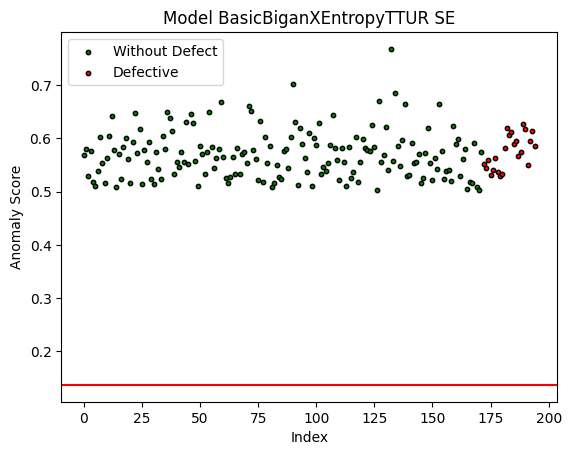 Model BasicBiganXEntropyTTUR SE
Without Defect
Defective
Anomaly Score
0.7
0.6
0.5
0.4
0.3
0.2
0 25 50 75 100 125 150 175 200
Index